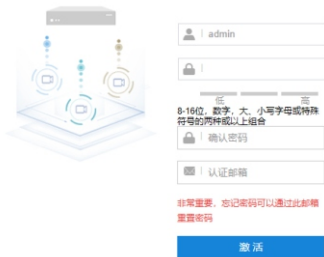 admin
低 高
8-16位，数字，大、小写字母或特殊
符号的两种或以上组合
确认密码
认证邮箱
非常重要，忘记密码可以通过此邮箱
重置密码
激活